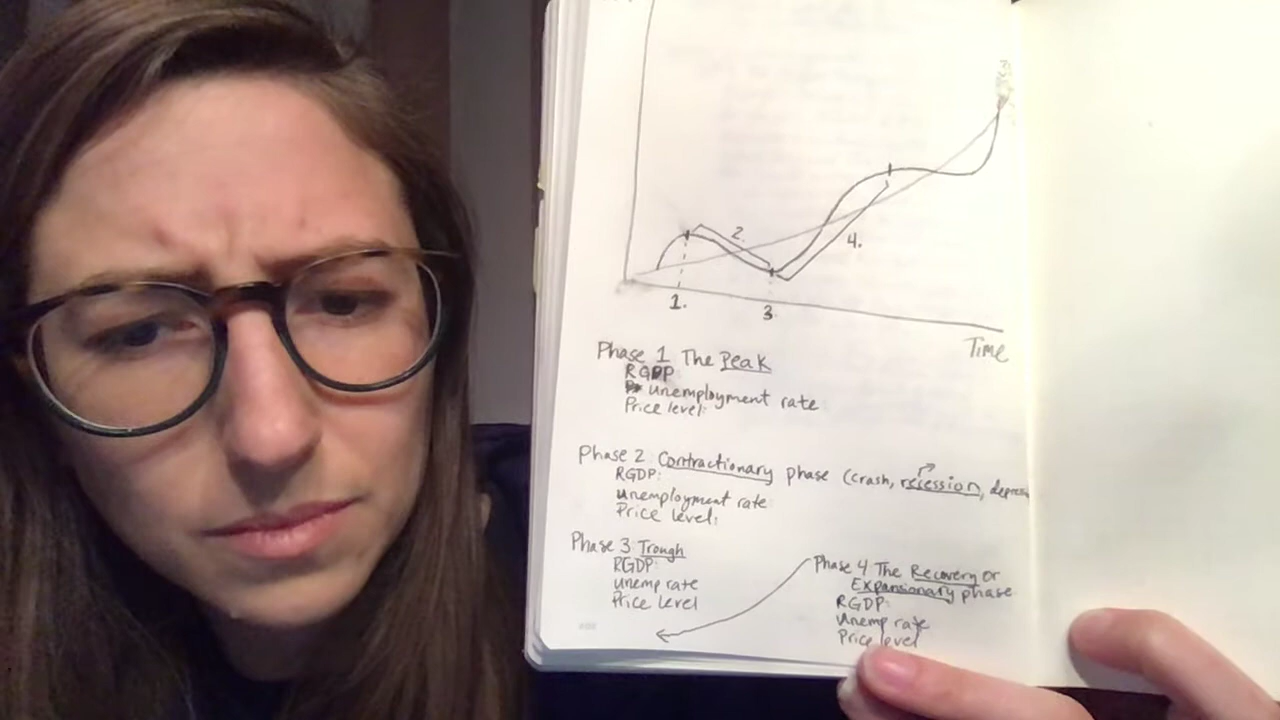 2.
4.
1.
3.
Time
Phase 1 The Peak
RGDP
unemployment rate
Price level:
Phase 2: Contractionary phase (crash, recession,
RGDP:
unemployment rate
Price level:
Phase 3 Trough
RGDP:
unemp rate
Price level
Phase 4 The Recovery or
Expansionary phase
RGDP:
unemp rate
Price level